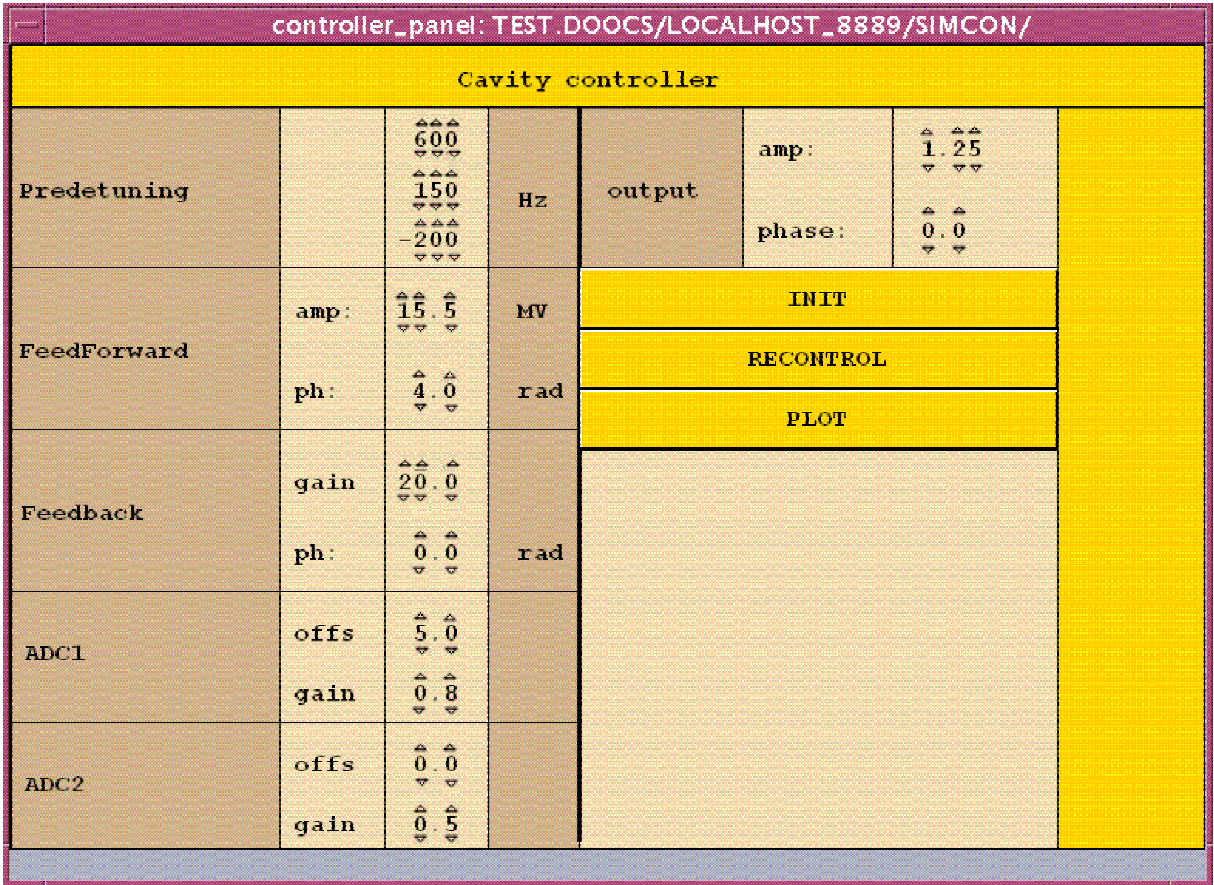 controller_panel: TEST.DOOCS/LOCALHOST_8889/SIMCON/
Cavity controller
Predetuning
600
150
-200
Hz
output
amp: 1.25
phase: 0.0
FeedForward
amp: 15.5 MV
ph: 4.0 rad
INIT
RECONTROL
PLOT
Feedback
gain 20.0
ph: 0.0 rad
ADC1
offs 5.0
gain 0.8
ADC2
offs 0.0
gain 0.5